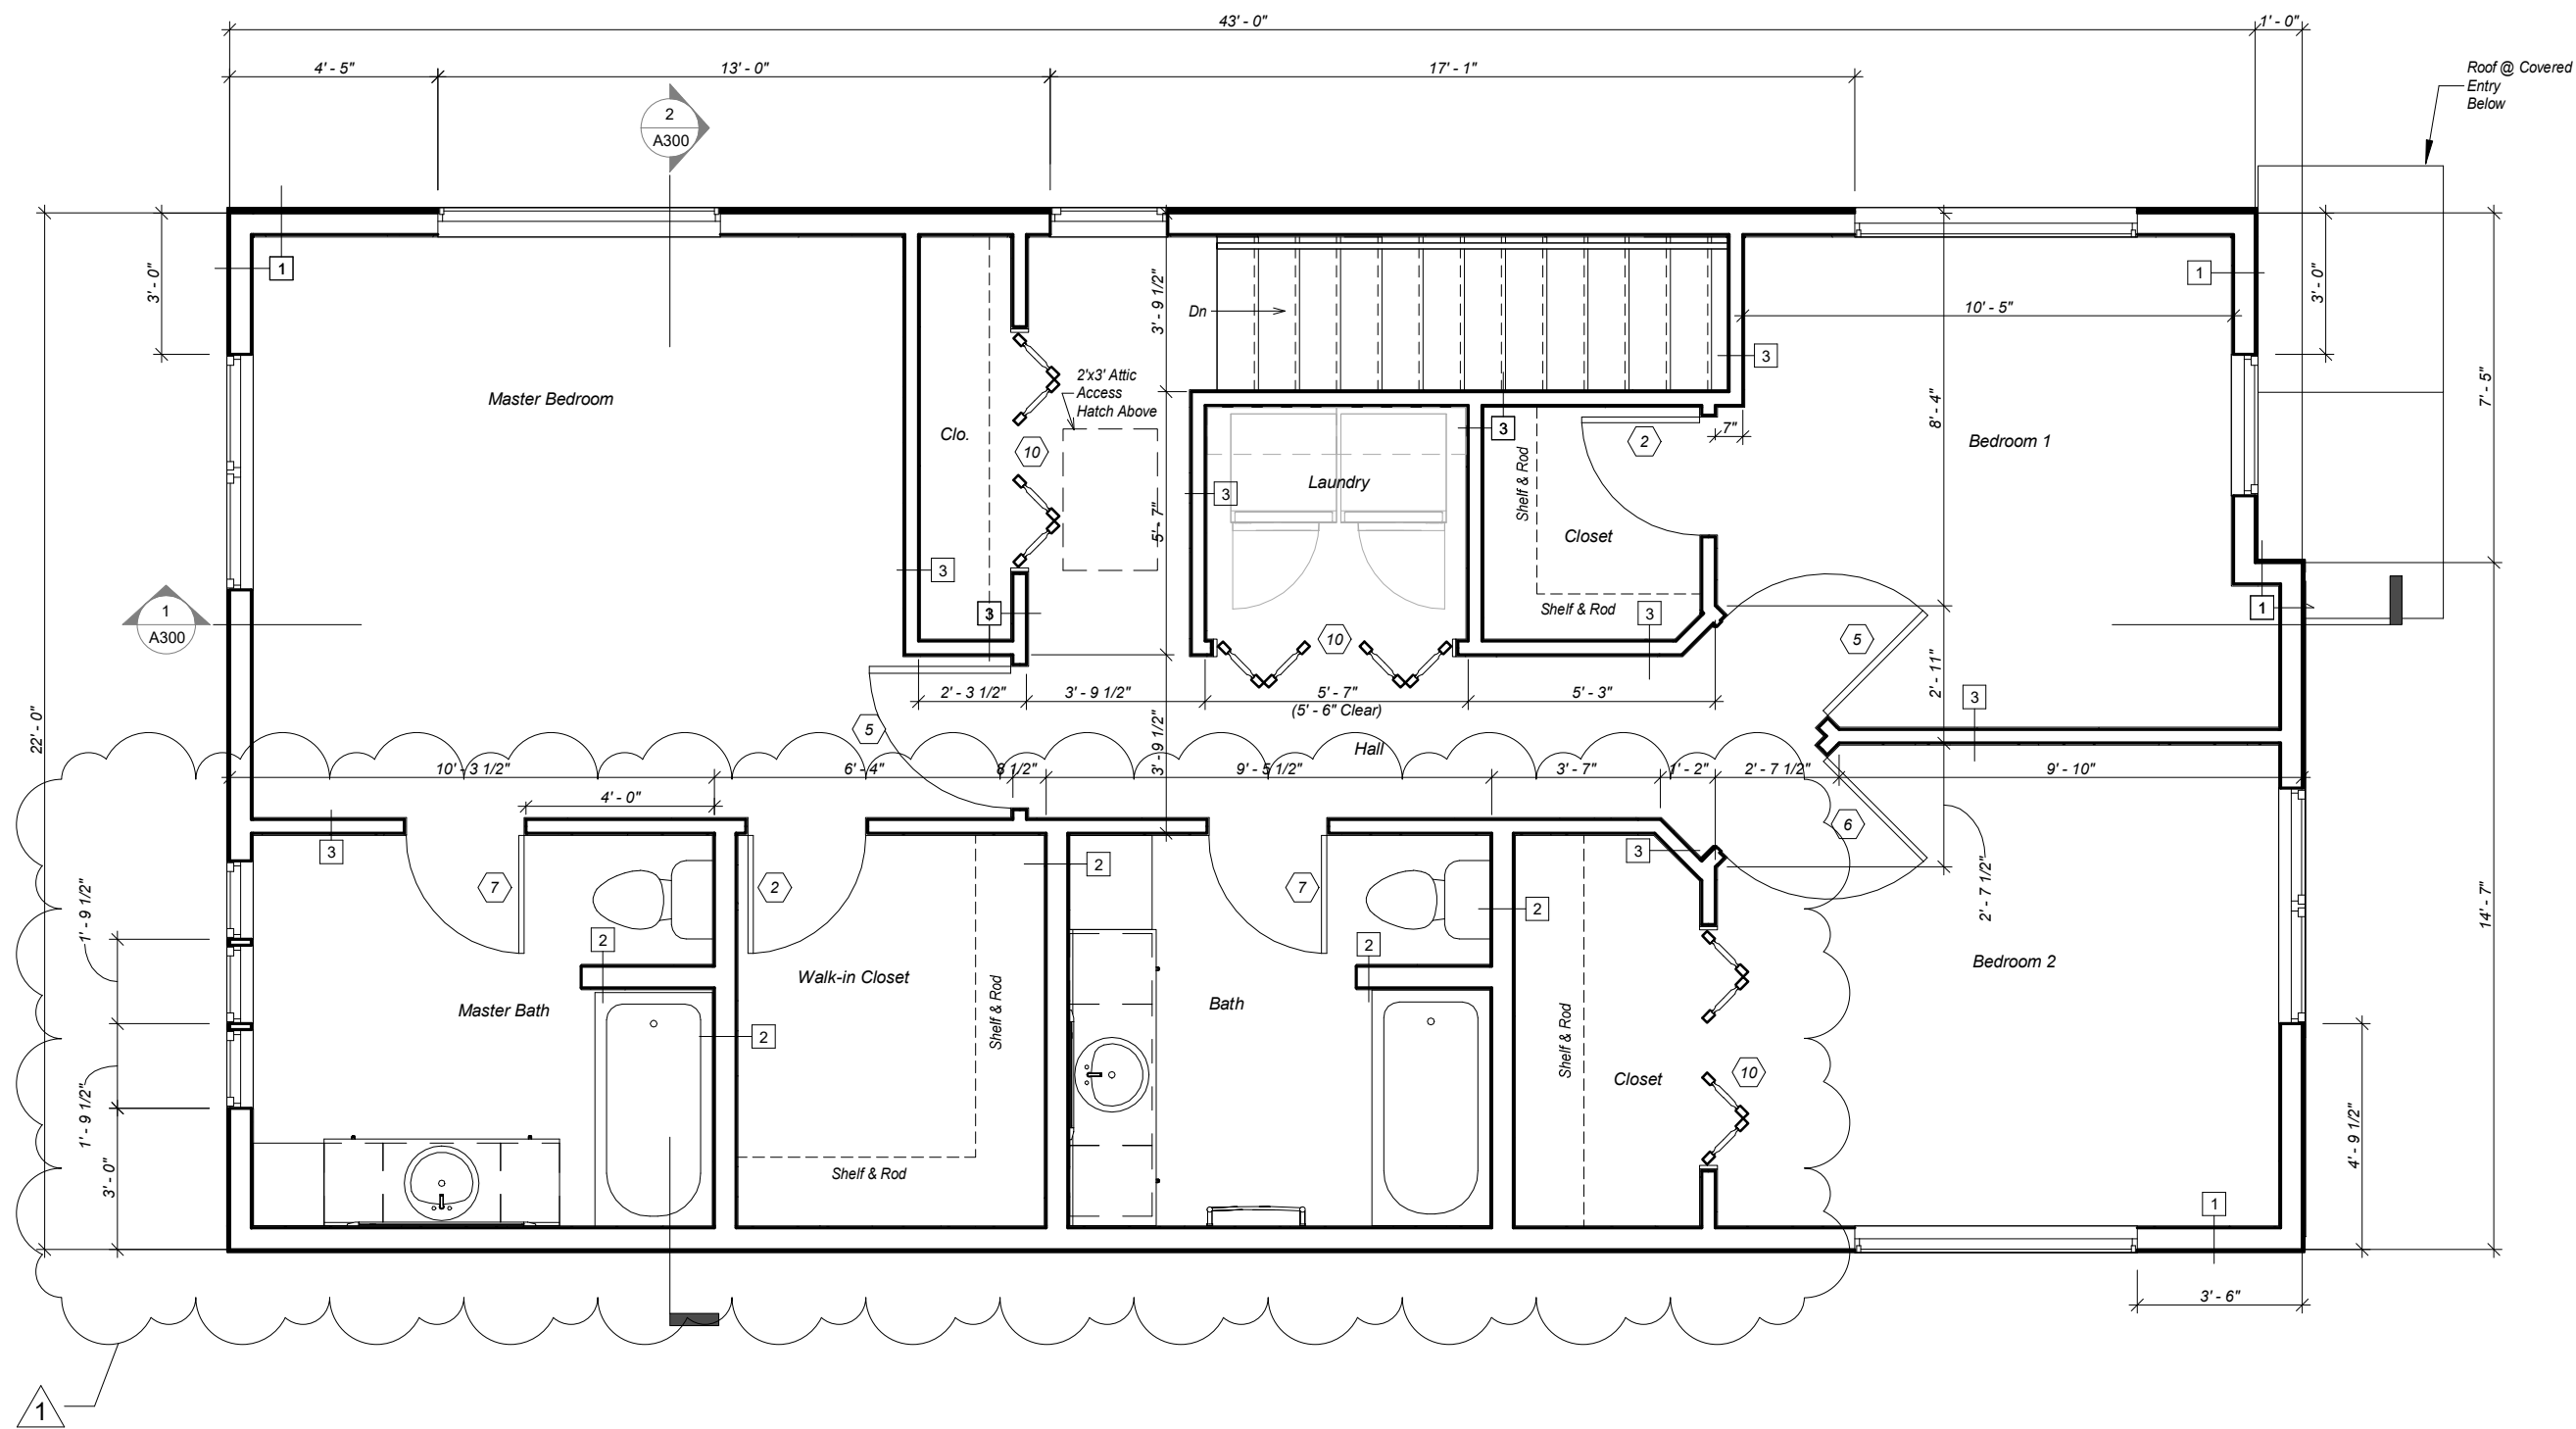 43' - 0"
1' - 0"
4' - 5"
13' - 0"
17' - 1"
Roof @ Covered
Entry
Below
2
A300
1
1
3' - 0"
3' - 9 1/2"
3' - 0"
Dn
10' - 5"
3
2'x3' Attic
Access
Hatch Above
7' - 5"
Master Bedroom
8' - 4"
Clo.
10
3
7"
2
Bedroom 1
Laundry
Shelf & Rod
3
5' - 7"
Closet
3
3
Shelf & Rod
3
1
1
A300
10
5
2' - 3 1/2"
3' - 9 1/2"
5' - 7"
(5' - 6" Clear)
5' - 3"
2' - 11"
3
22' - 0"
5
3' - 9 1/2"
Hall
10' - 3 1/2"
6' - 4"
8 1/2"
9' - 5 1/2"
3' - 7"
1' - 2"
2' - 7 1/2"
9' - 10"
4' - 0"
6
3
3
2
7
2
7
2' - 7 1/2"
1' - 9 1/2"
2
2
2
14' - 7"
Bedroom 2
Walk-in Closet
Master Bath
Shelf & Rod
Bath
Shelf & Rod
2
Closet
10
1' - 9 1/2"
4' - 9 1/2"
3' - 0"
Shelf & Rod
1
3' - 6"
1